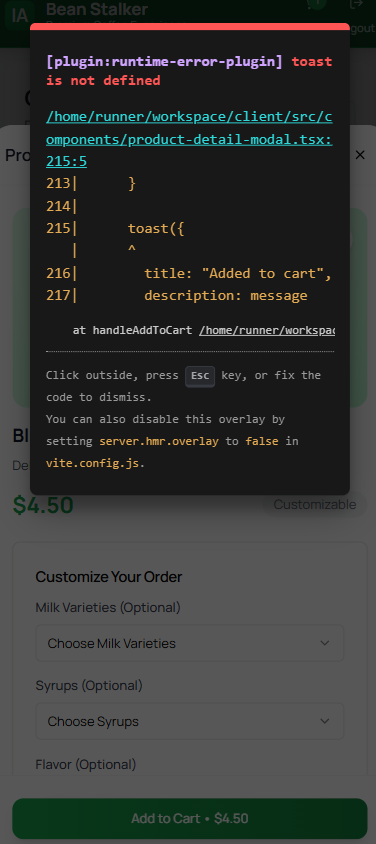 IA
Bean Stalker
gout
[plugin:runtime-error-plugin] toast
is not defined
/home/runner/workspace/client/src/c
omponents/product-detail-modal.tsx:
215:5
213|      }
214|
215|      toast({
   |      ^
216|        title: "Added to cart",
217|        description: message
at handleAddToCart /home/runner/workspac
Click outside, press Esc key, or fix the
code to dismiss.
You can also disable this overlay by
setting server.hmr.overlay to false in
vite.config.js.
Pro
Bl
De
$4.50
Customizable
Customize Your Order
Milk Varieties (Optional)
Choose Milk Varieties
Syrups (Optional)
Choose Syrups
Flavor (Optional)
Add to Cart • $4.50